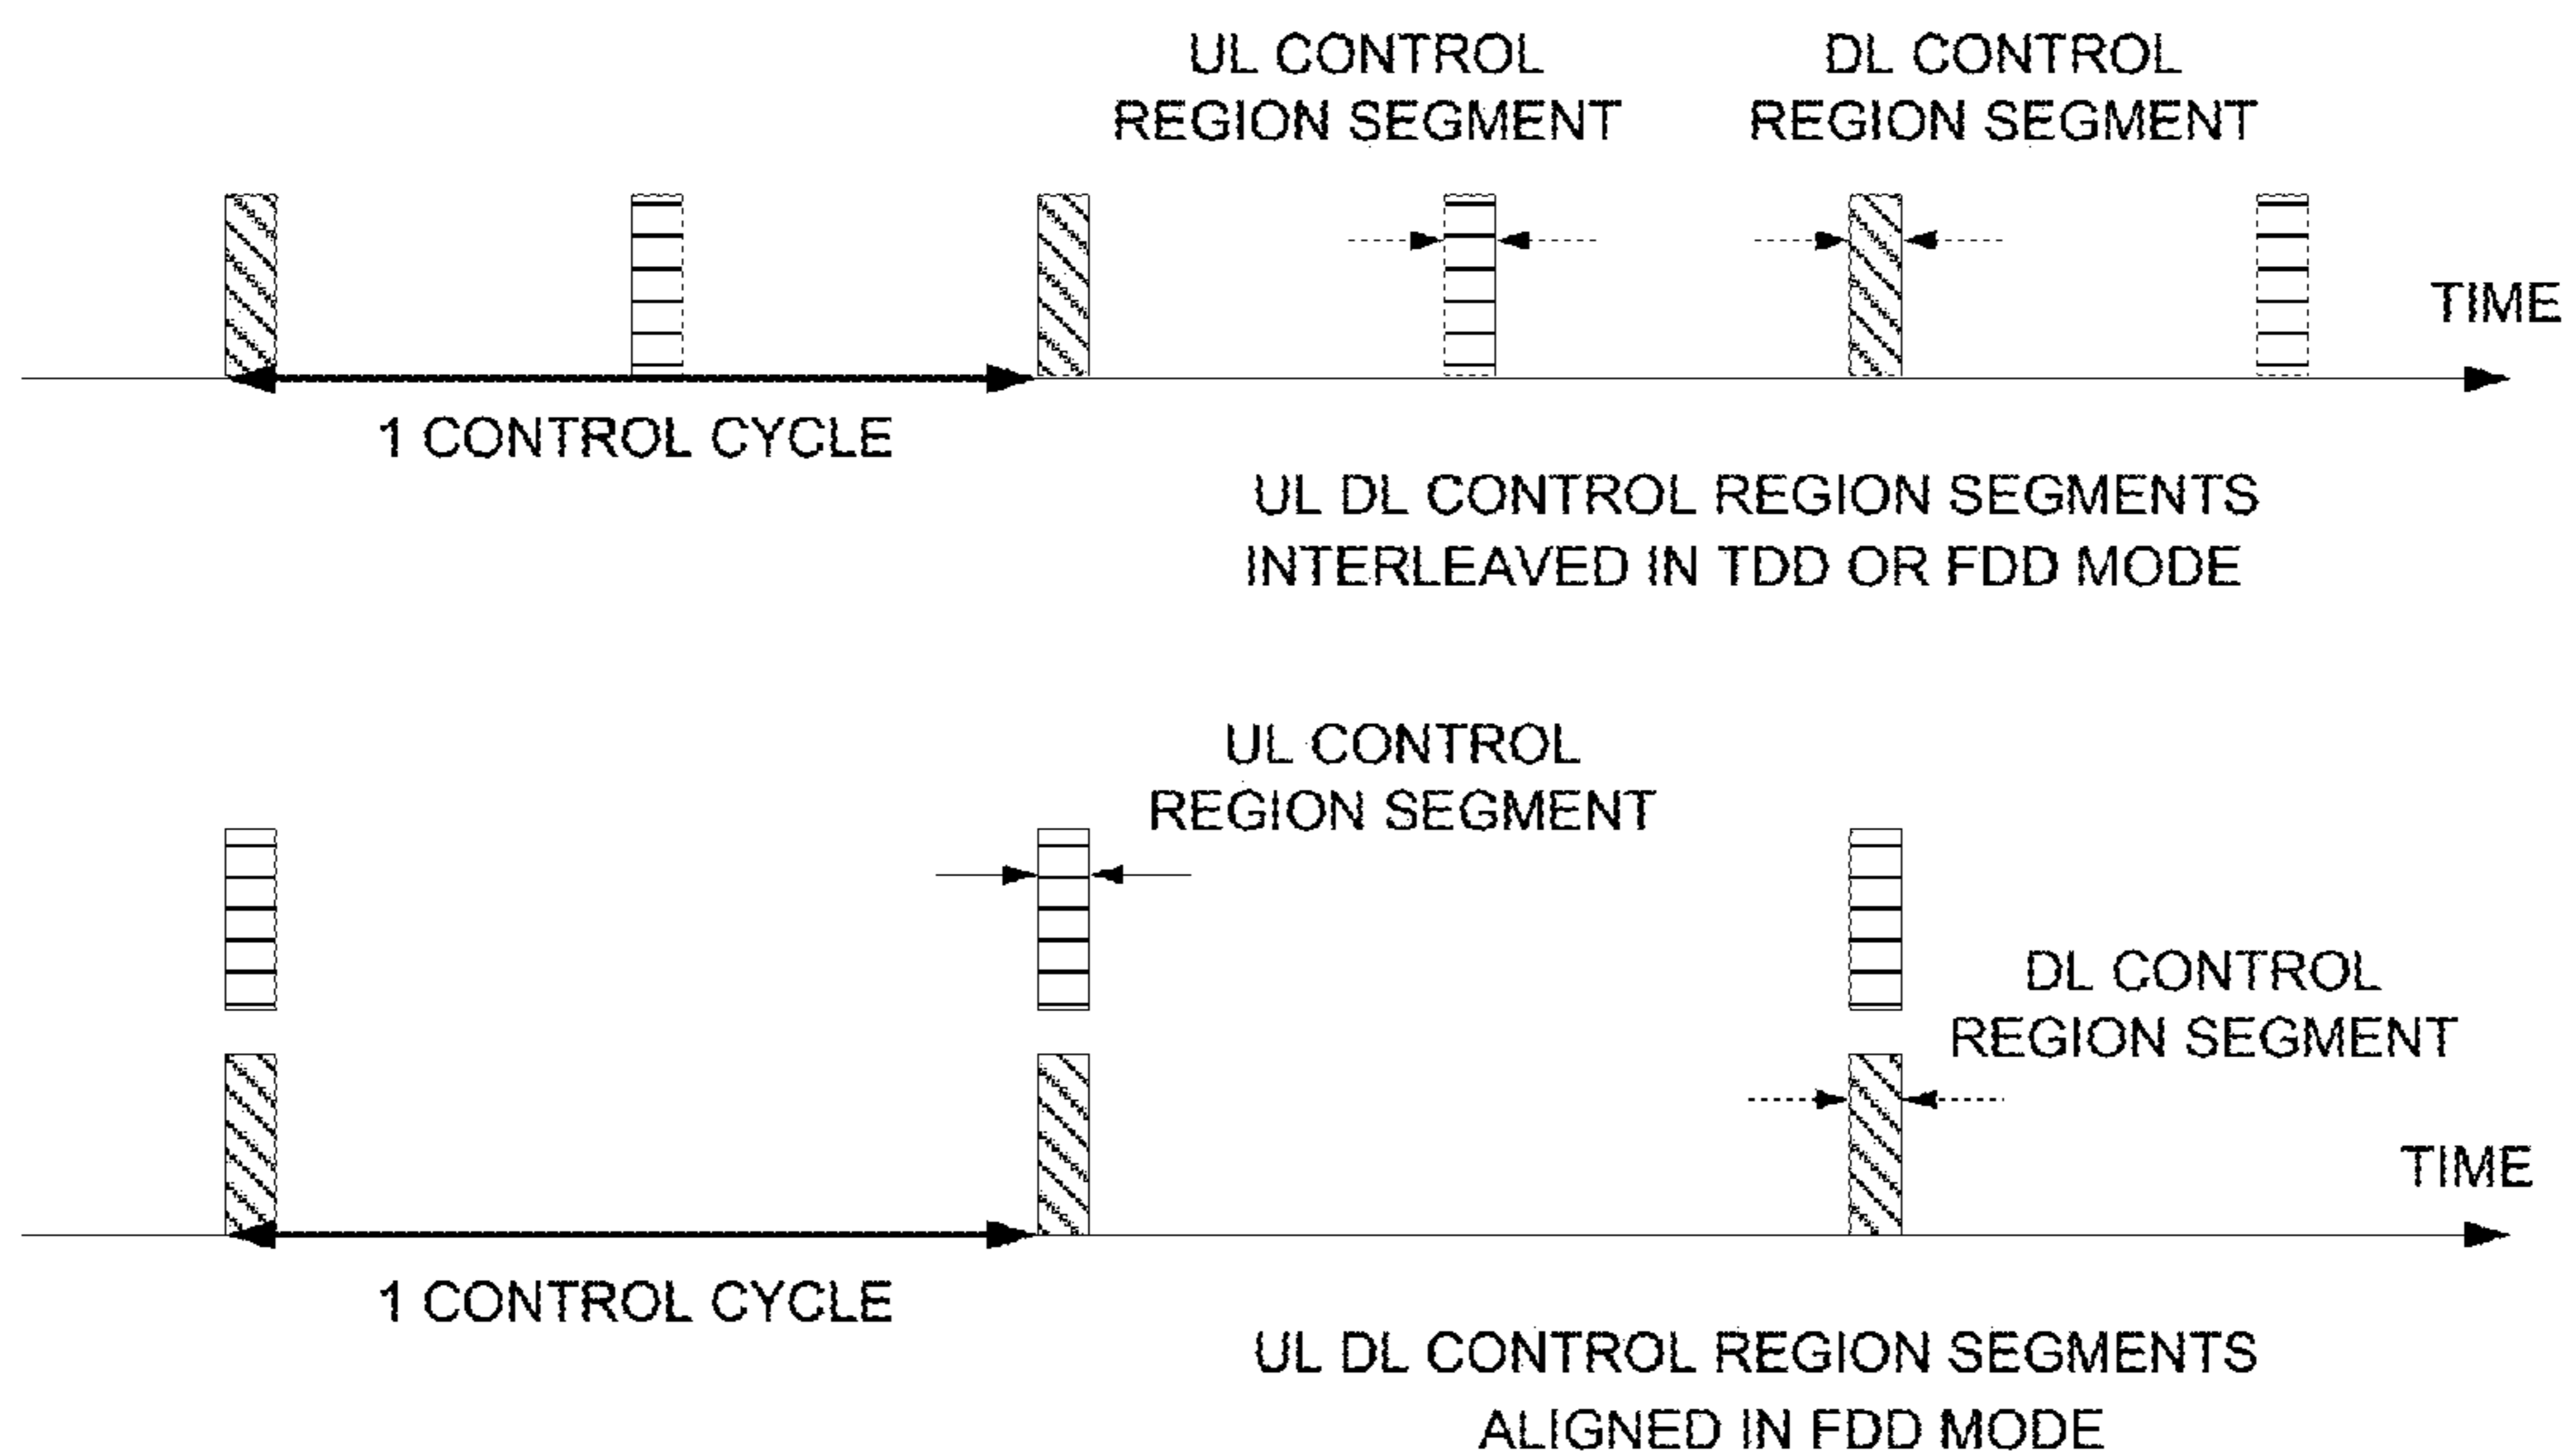 UL CONTROL
REGION SEGMENT
DL CONTROL
REGION SEGMENT
TIME
1 CONTROL CYCLE
UL DL CONTROL REGION SEGMENTS
INTERLEAVED IN TDD OR FDD MODE
UL CONTROL
REGION SEGMENT
DL CONTROL
REGION SEGMENT
TIME
1 CONTROL CYCLE
UL DL CONTROL REGION SEGMENTS
ALIGNED IN FDD MODE